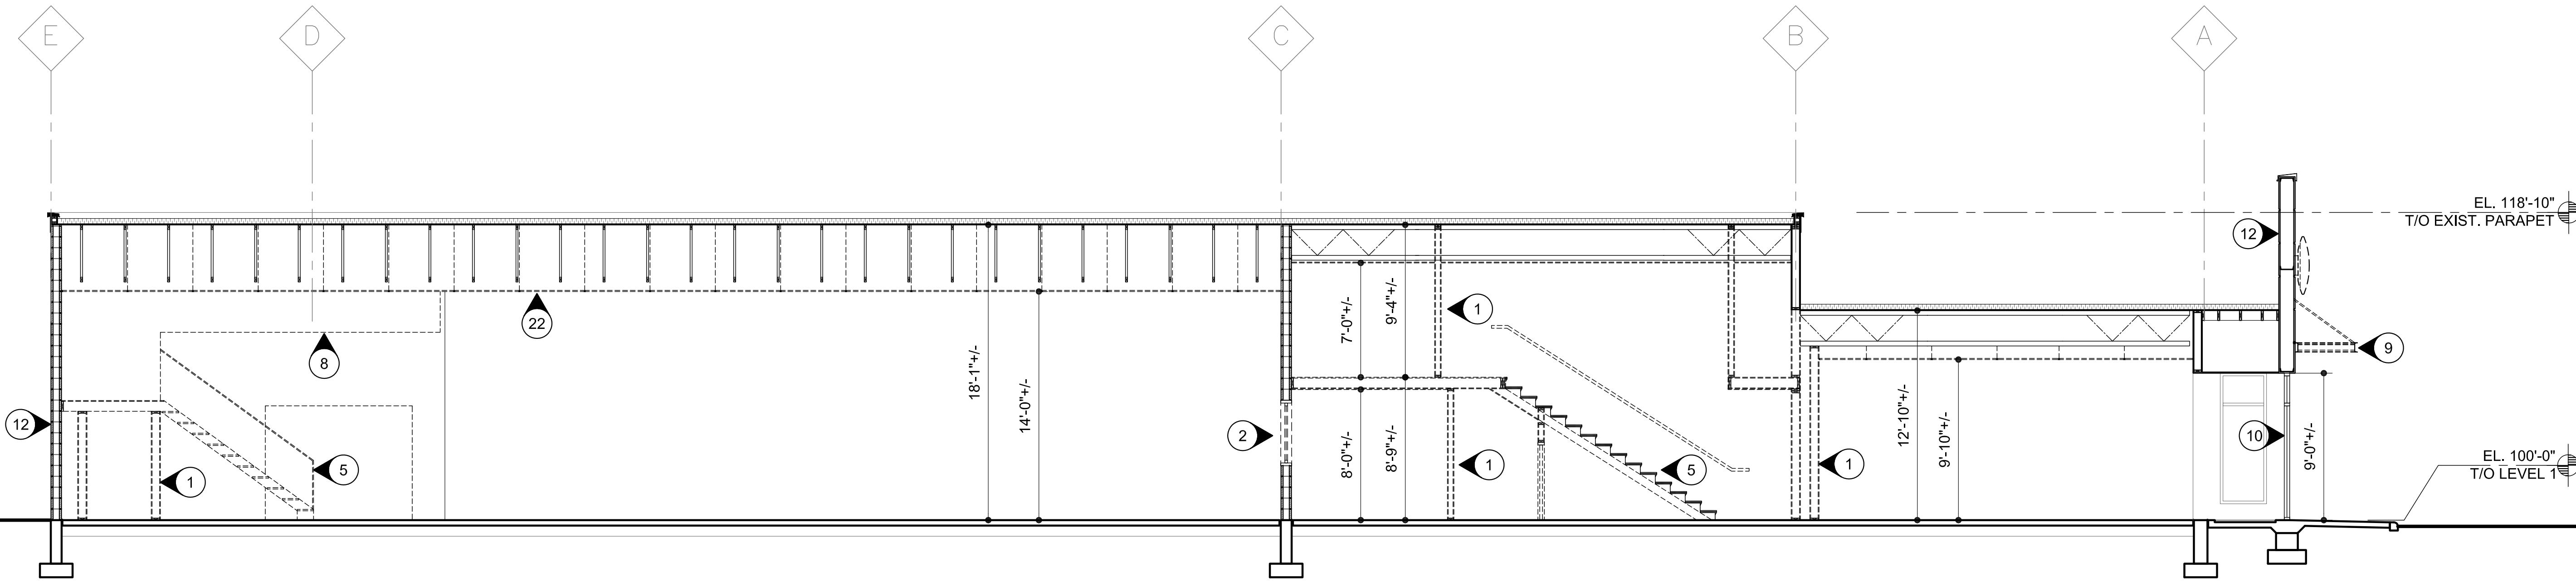 E
D
C
B
A
EL. 118'-10"
T/O EXIST. PARAPET
12
1
22
7'-0"+/-
9'-4"+/-
8
9
18'-1"+/-
14'-0"+/-
12
2
10
12'-10"+/-
9'-10"+/-
9'-0"+/-
8'-0"+/-
8'-9"+/-
1
5
1
5
1
EL. 100'-0"
T/O LEVEL 1